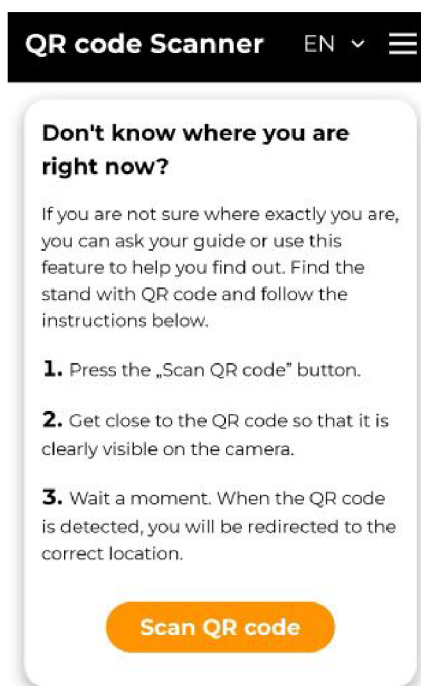 QR code Scanner EN
Don't know where you are
right now?
If you are not sure where exactly you are,
you can ask your guide or use this
feature to help you find out. Find the
stand with QR code and follow the
instructions below.
1. Press the „Scan QR code" button.
2. Get close to the QR code so that it is
clearly visible on the camera.
3. Wait a moment. When the QR code
is detected, you will be redirected to the
correct location.
Scan QR code